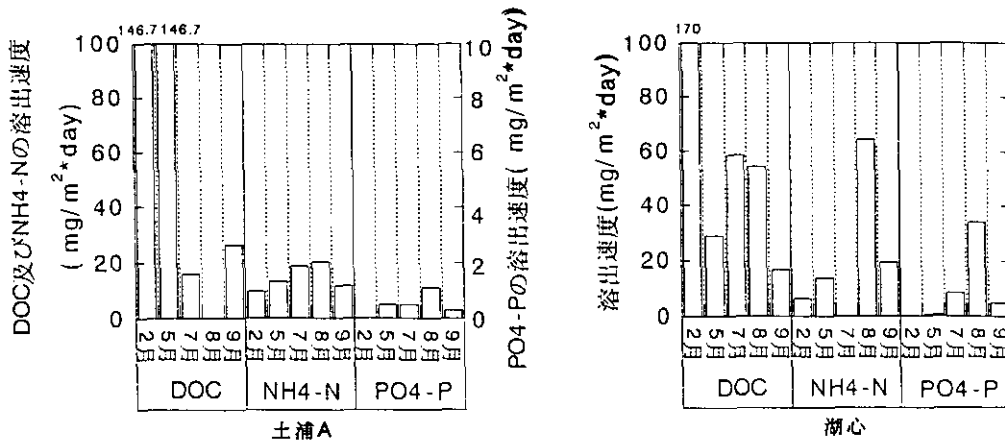 DOC及びNH4-Nの溶出速度
( mg/m²*day)
146.7 146.7
100
80
60
40
20
0
10
8
6
4
2
0
PO4-Pの溶出速度( mg/m²*day)
2月 5月 7月 8月 9月 2月 5月 7月 8月 9月 2月 5月 7月 8月 9月
DOC NH4-N PO4-P
土浦A
溶出速度(mg/m²*day)
170
100
80
60
40
20
0
2月 5月 7月 8月 9月 2月 5月 7月 8月 9月 2月 5月 7月 8月 9月
DOC NH4-N PO4-P
湖心